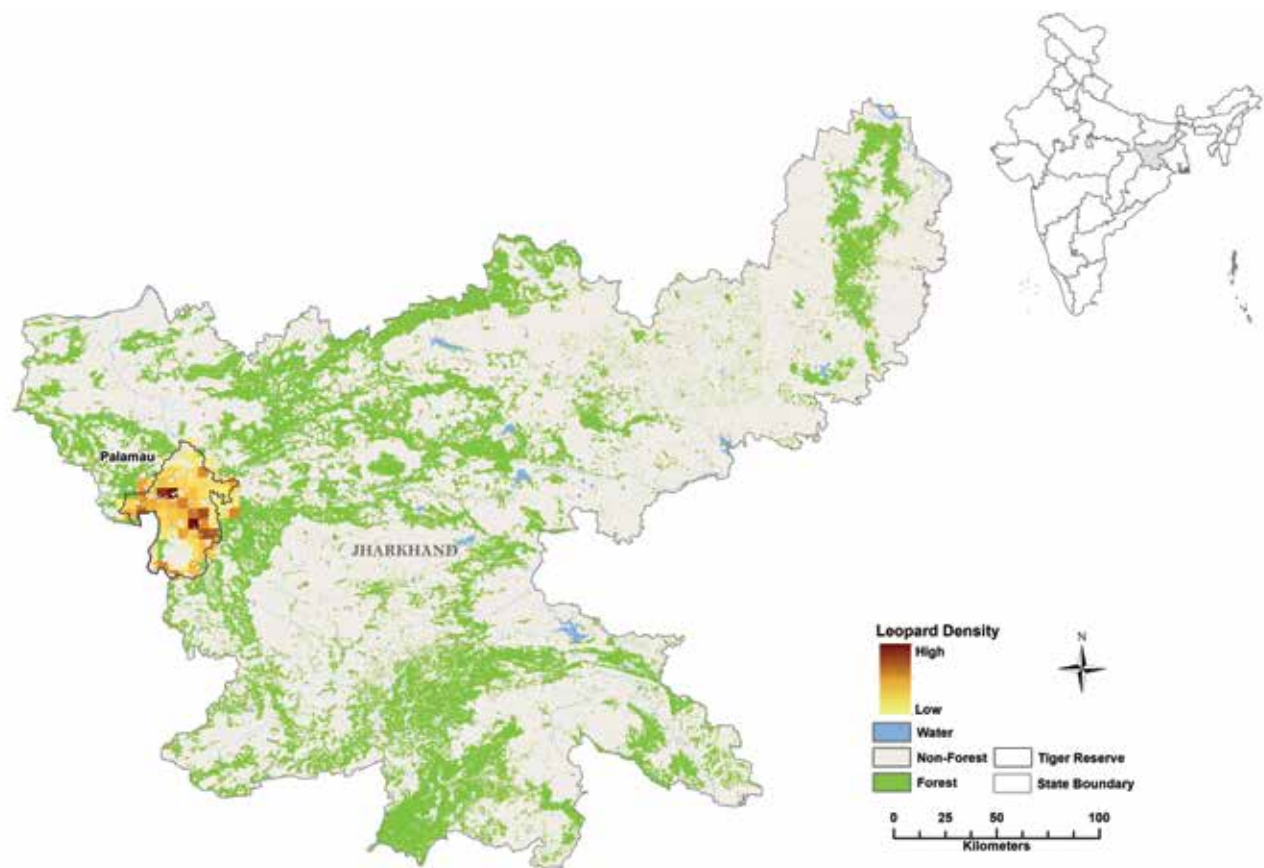 Palamau
JHARKHAND
Leopard Density
High
Low
Water
Non-Forest
Forest
Tiger Reserve
State Boundary
N
0 25 50 100
Kilometers